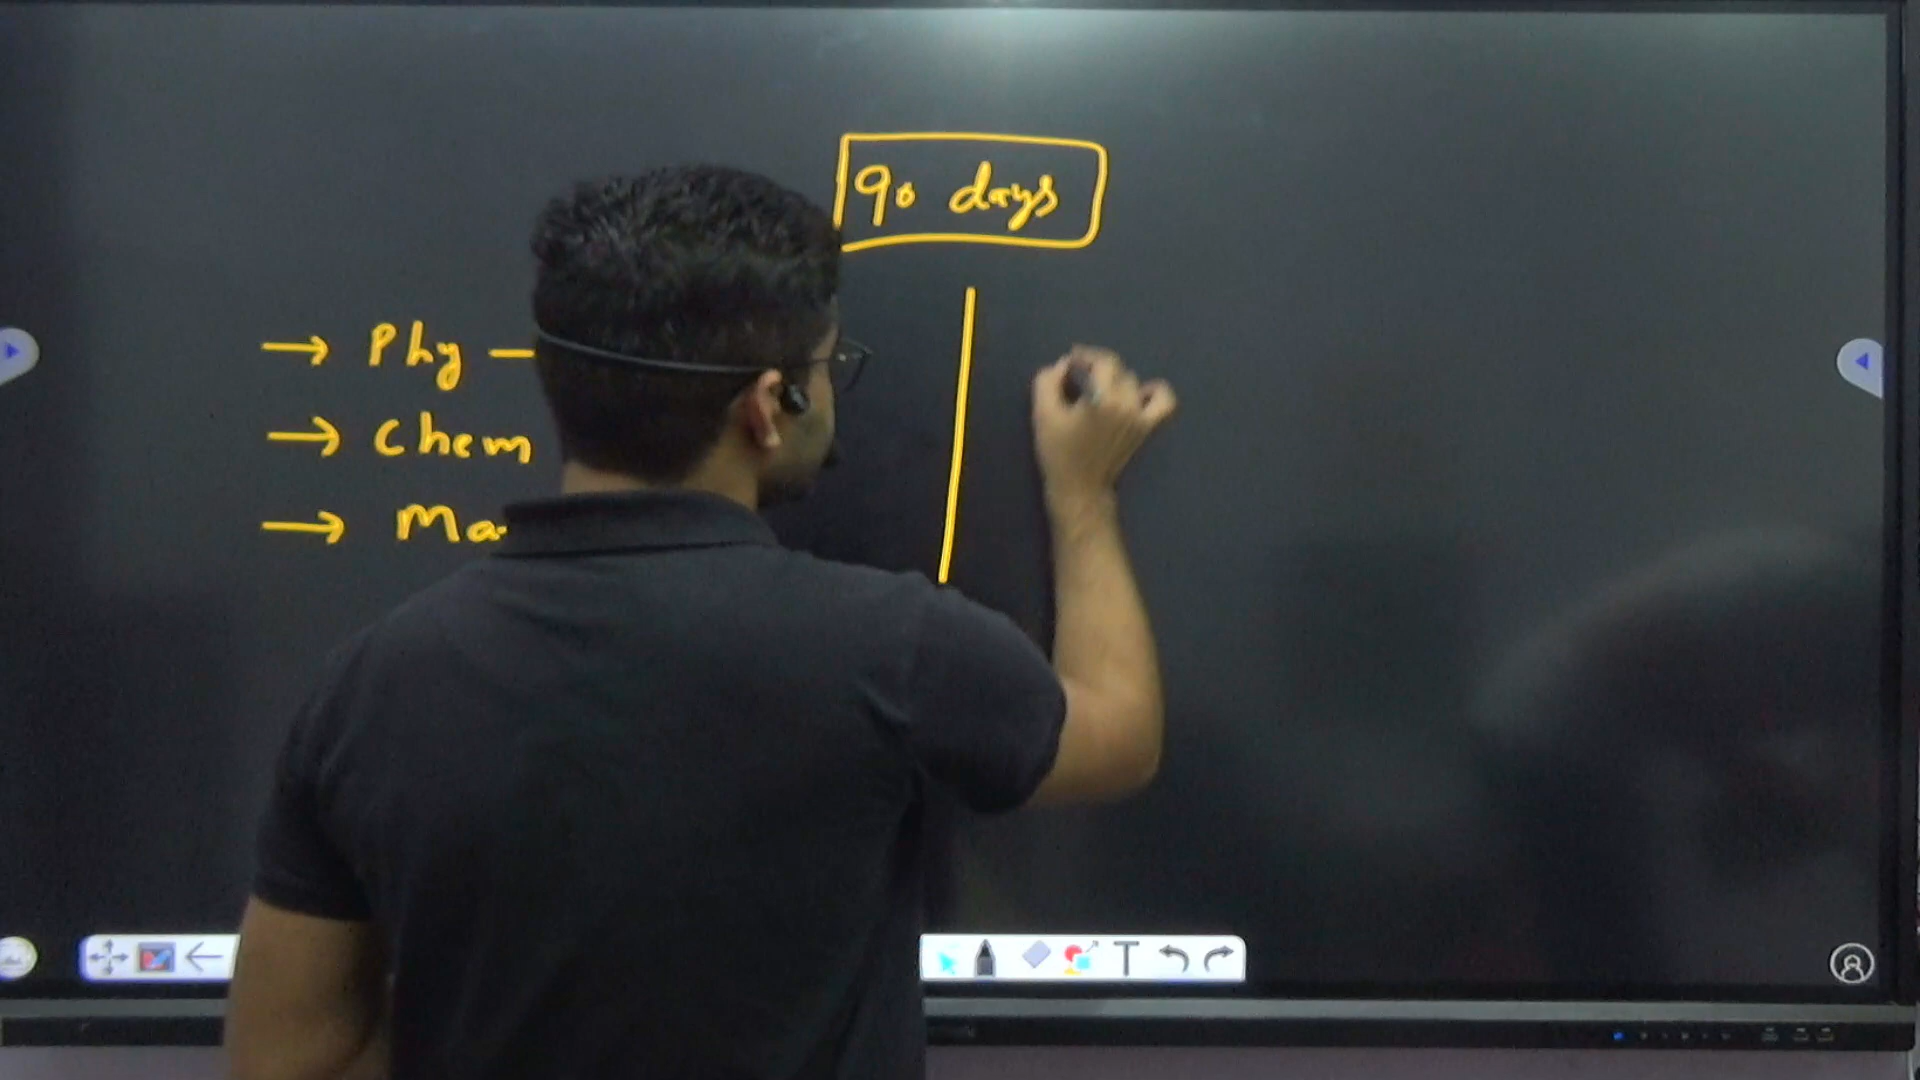 90 days
→ Phy —
→ Chem
→ Ma
T